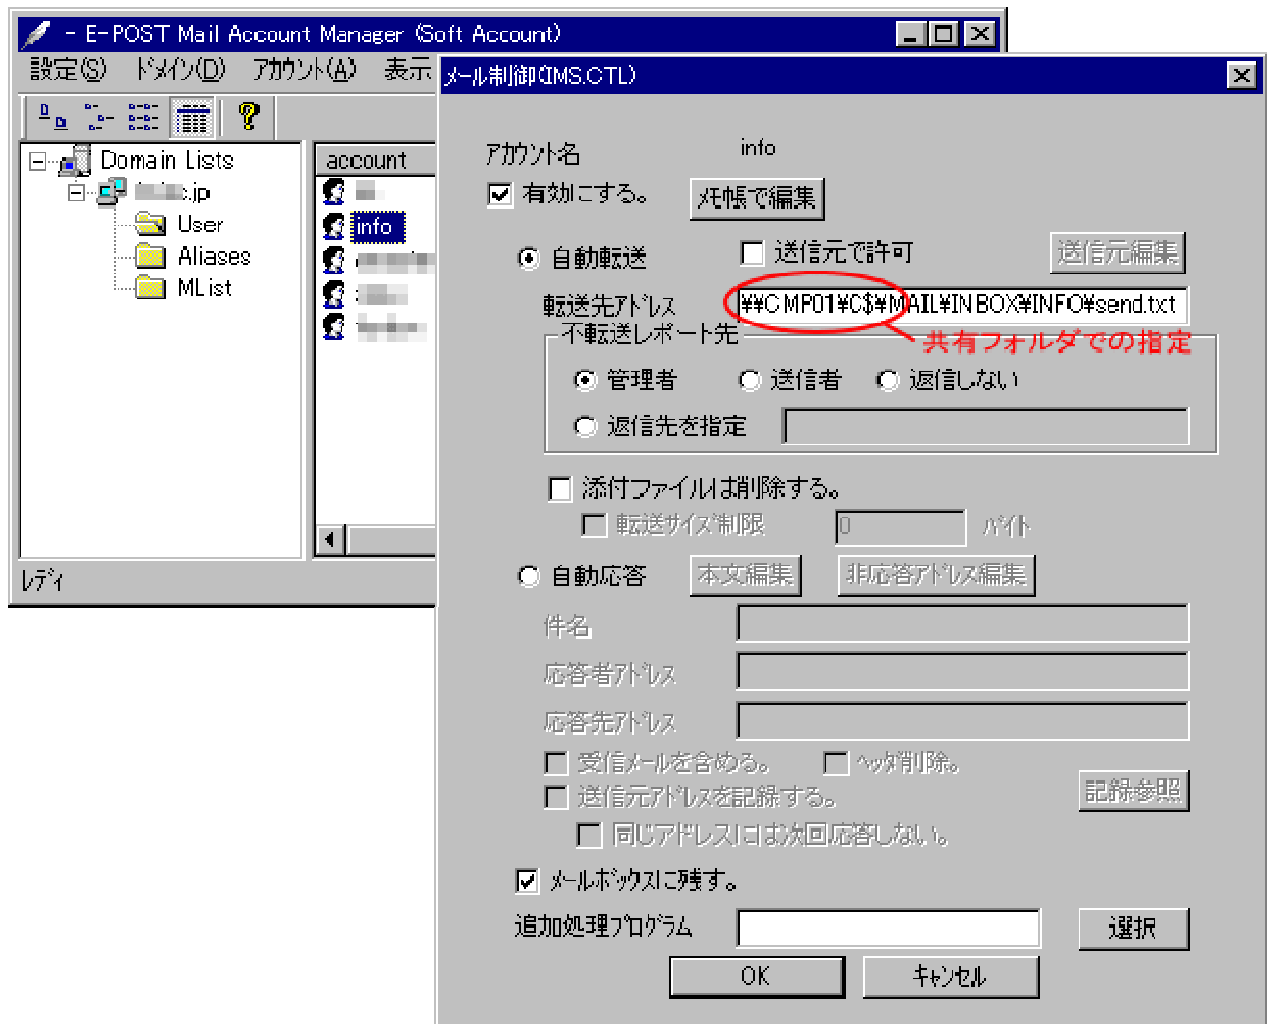 - E-POST Mail Account Manager (Soft Account)
設定(S) ドメイン(D) アカウント(A) 表示
メール制御(IMS.CTL)
Domain Lists
.jp
User
Aliases
MList
account
info
レディ
アカウント名 info
有効にする。 メモ帳で編集
自動転送 送信元で許可 送信元編集
転送先アドレス ¥¥CMP01¥C$¥MAIL¥INBOX¥INFO¥send.txt
共有フォルダでの指定
不転送レポート先
管理者 送信者 返信しない
返信先を指定
添付ファイルは削除する。
転送サイズ制限 0 バイト
自動応答 本文編集 非応答アドレス編集
件名
応答者アドレス
応答先アドレス
受信メールを含める。 ヘッダ削除。
送信元アドレスを記録する。 記録参照
同じアドレスには次回応答しない。
メールボックスに残す。
追加処理プログラム 選択
OK キャンセル